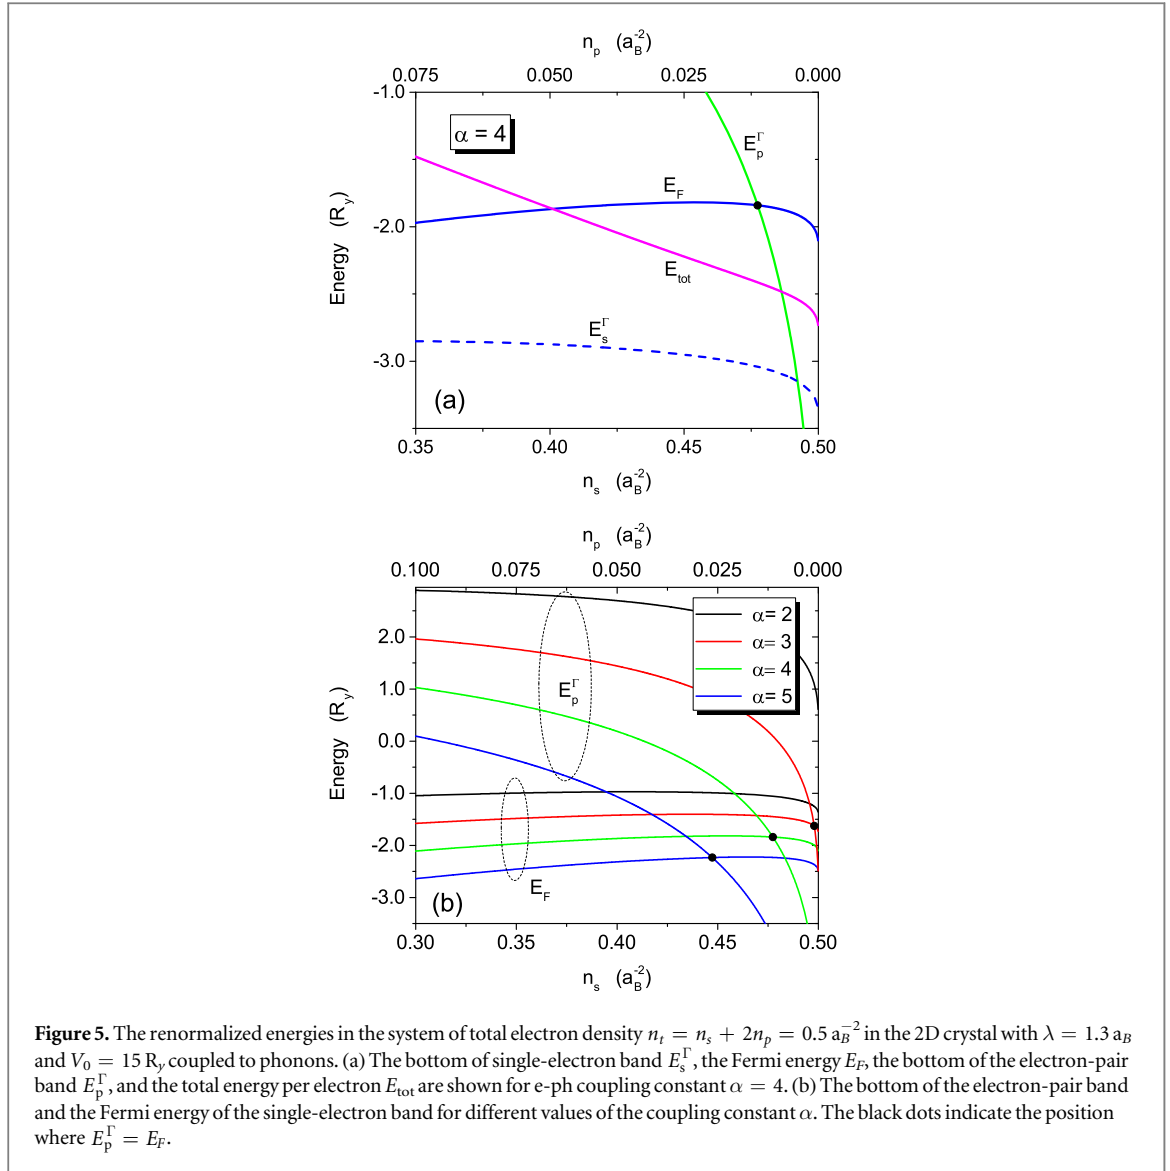 n_p (a_B^-2)
0.075 0.050 0.025 0.000
-1.0
α = 4
E_p^Γ
E_F
-2.0
Energy (R_y)
E_tot
E_s^Γ
-3.0
(a)
0.35 0.40 0.45 0.50
n_s (a_B^-2)
n_p (a_B^-2)
0.100 0.075 0.050 0.025 0.000
α= 2
2.0
α= 3
α= 4
1.0
E_p^Γ
α= 5
0.0
Energy (R_y)
-1.0
-2.0
E_F
-3.0
(b)
0.30 0.35 0.40 0.45 0.50
n_s (a_B^-2)
Figure 5. The renormalized energies in the system of total electron density n_t = n_s + 2n_p = 0.5 a_B^−2 in the 2D crystal with λ = 1.3 a_B
and V_0 = 15 R_y coupled to phonons. (a) The bottom of single-electron band E_s^Γ, the Fermi energy E_F, the bottom of the electron-pair
band E_p^Γ, and the total energy per electron E_tot are shown for e-ph coupling constant α = 4. (b) The bottom of the electron-pair band
and the Fermi energy of the single-electron band for different values of the coupling constant α. The black dots indicate the position
where E_p^Γ = E_F.